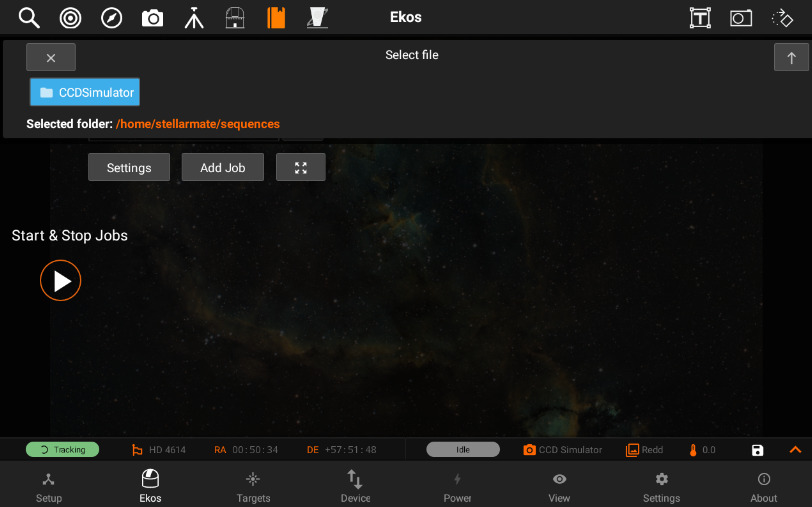 Ekos
T
Select file
CCDSimulator
Selected folder: /home/stellarmate/sequences
Settings Add Job
Start & Stop Jobs
Tracking HD 4614 RA 00:50:34 DE +57:51:48 Idle CCD Simulator Redd 0.0
Setup Ekos Targets Device Power View Settings About